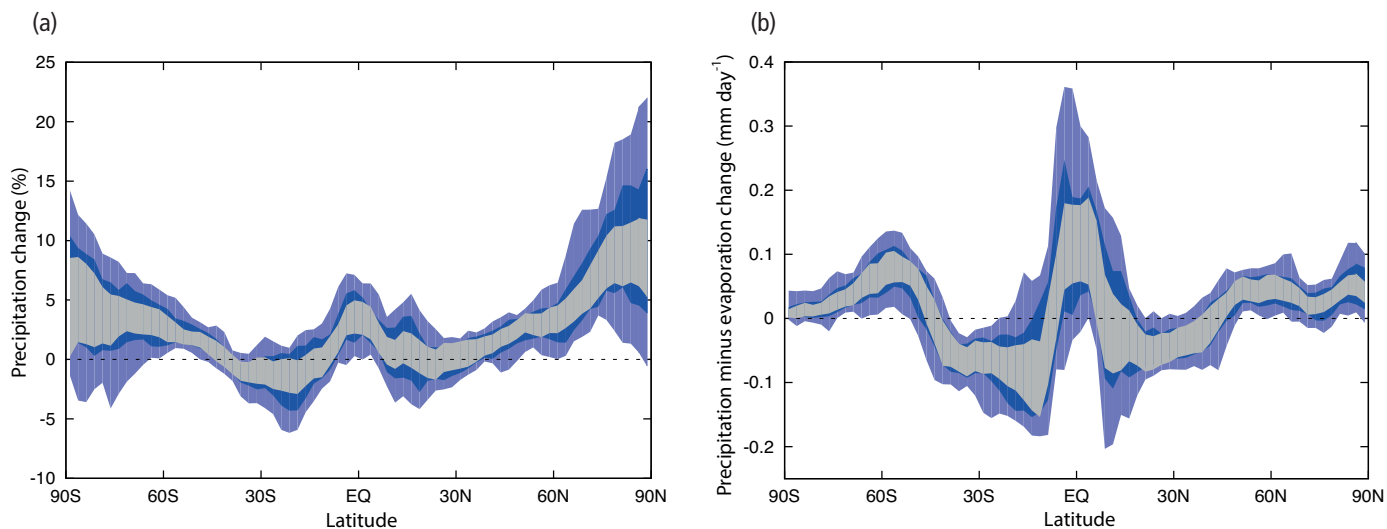 (a)
Precipitation change (%)
25
20
15
10
5
0
-5
-10
90S
60S
30S
EQ
30N
60N
90N
Latitude
(b)
Precipitation minus evaporation change (mm day⁻¹)
0.4
0.3
0.2
0.1
0
-0.1
-0.2
90S
60S
30S
EQ
30N
60N
90N
Latitude